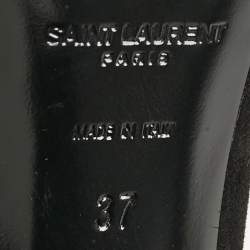 SAINT LAURENT
PARIS
MADE IN ITALY
37